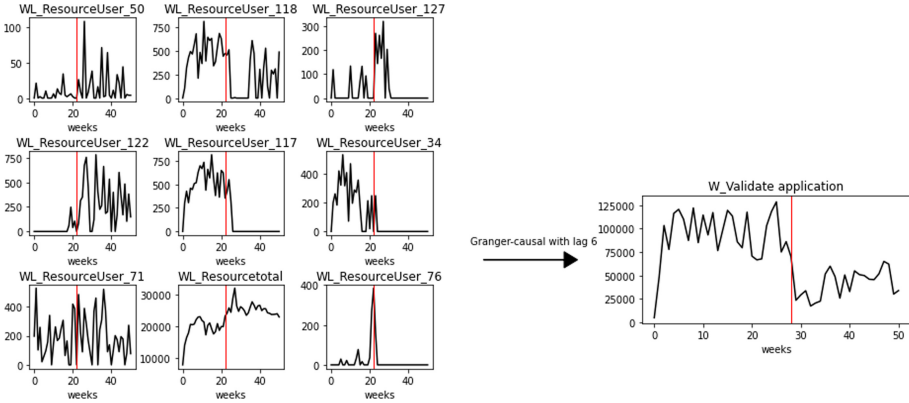 WL_ResourceUser_50
WL_ResourceUser_118
WL_ResourceUser_127
100
50
0
750
500
250
0
300
200
100
0
0 20 40
0 20 40
0 20 40
weeks
weeks
weeks
WL_ResourceUser_122
WL_ResourceUser_117
WL_ResourceUser_34
750
500
250
0
750
500
250
0
400
200
0
0 20 40
0 20 40
0 20 40
weeks
weeks
weeks
WL_ResourceUser_71
WL_Resourcetotal
WL_ResourceUser_76
400
200
0
30000
20000
10000
400
200
0
0 20 40
0 20 40
0 20 40
weeks
weeks
weeks
Granger-causal with lag 6
W_Validate application
125000
100000
75000
50000
25000
0
0 10 20 30 40 50
weeks